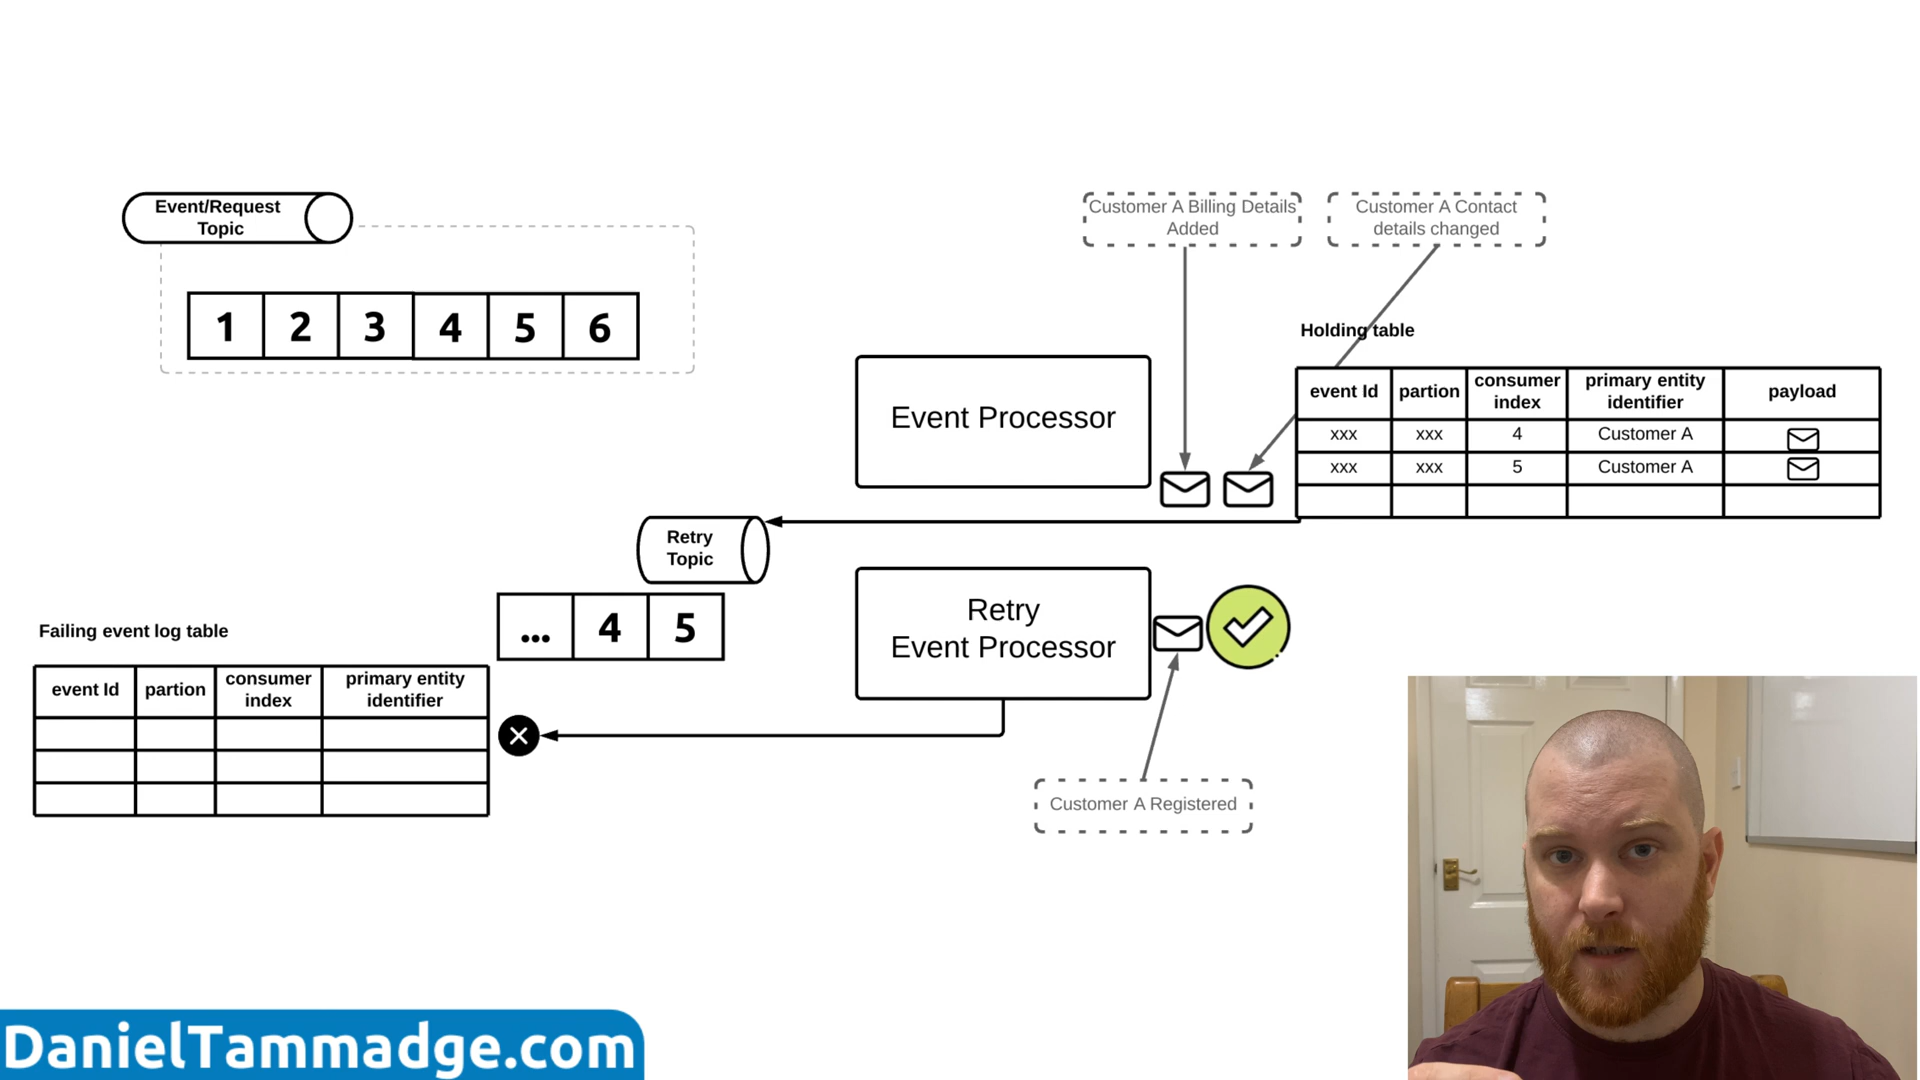 Event/Request
Topic
1 2 3 4 5 6
Customer A Billing Details
Added
Customer A Contact
details changed
Event Processor
Holding table
event Id partion consumer index primary entity identifier payload
xxx xxx 4 Customer A
xxx xxx 5 Customer A
Retry
Topic
... 4 5
Retry
Event Processor
Customer A Registered
Failing event log table
event Id partion consumer index primary entity identifier
DanielTammadge.com